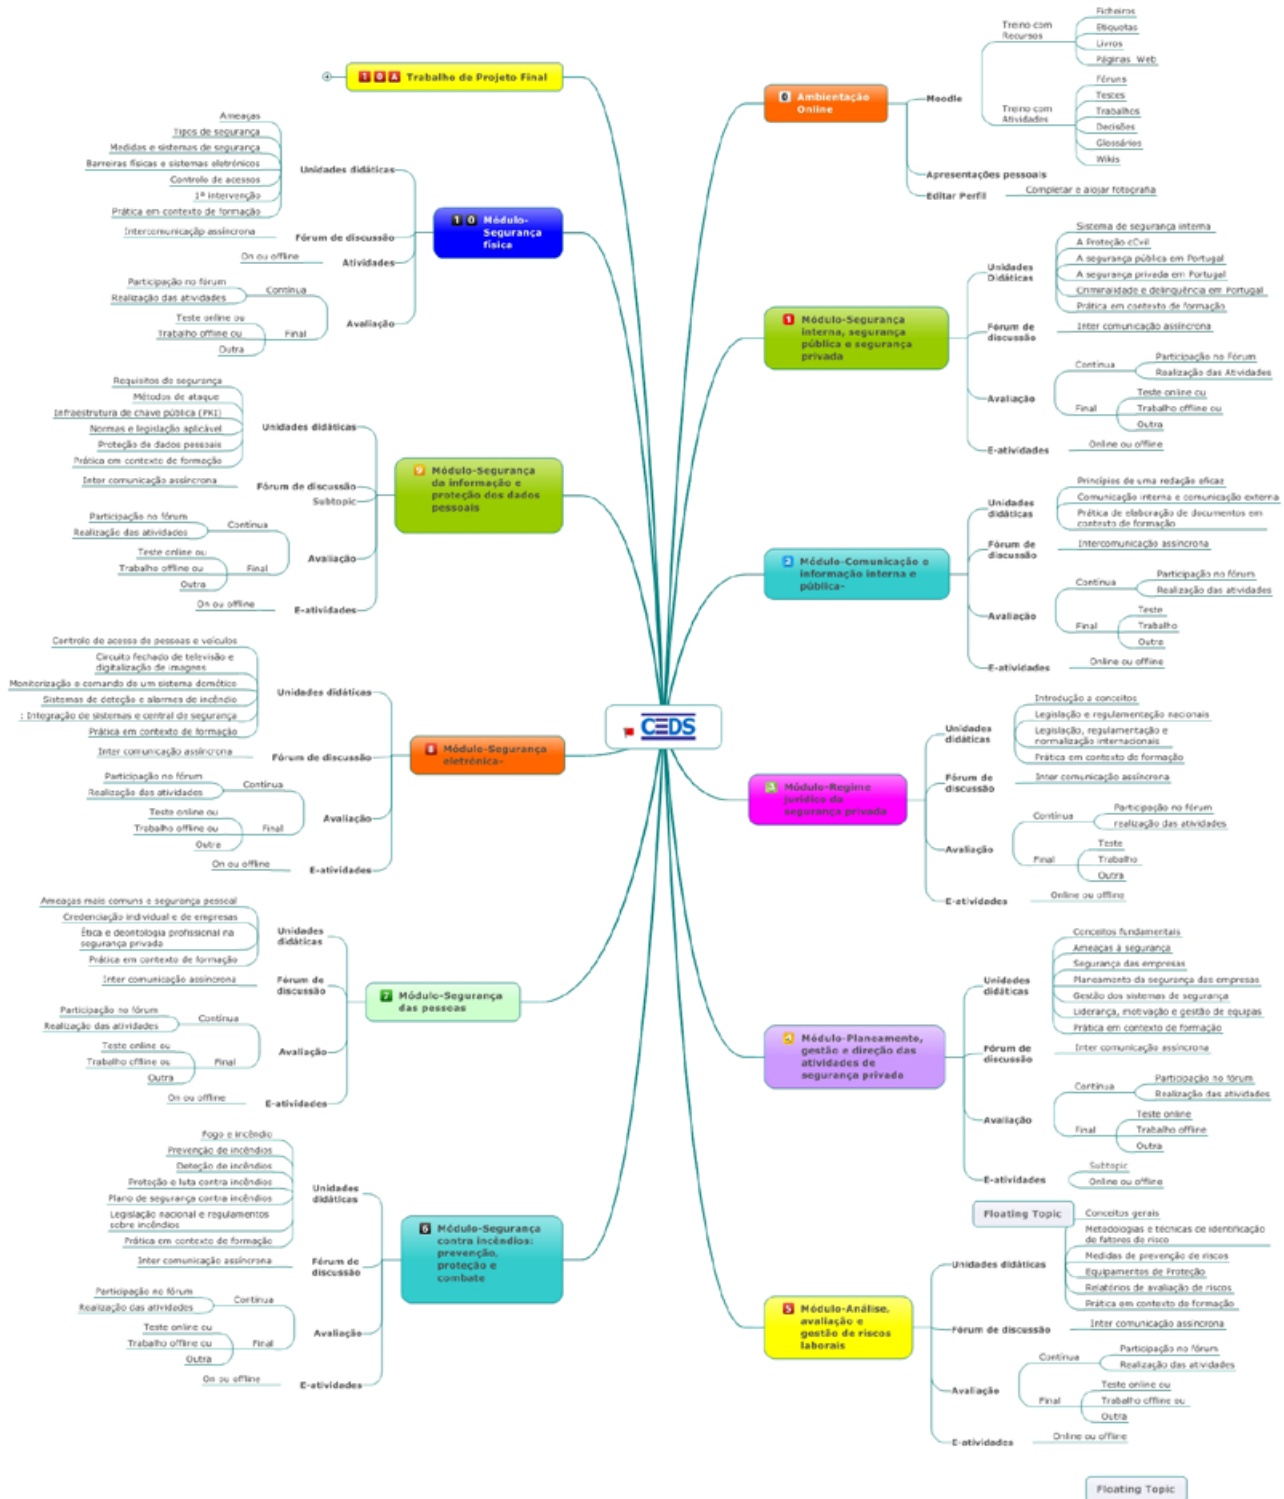 1 0 A Trabalho de Projeto Final
Ameaças
Tipos de segurança
Medidas e sistemas de segurança
Barreiras físicas e sistemas eletrónicos
Controlo de acessos
1ª intervenção
Prática em contexto de formação
Unidades didáticas
Intercomunicaçãp assíncrona
Fórum de discussão
On ou offline
Atividades
Participação no fórum
Realização das atividades
Contínua
Teste online ou
Trabalho offline ou
Outra
Final
Avaliação
1 0 Módulo-
Segurança
física
Requisitos de segurança
Métodos de ataque
Infraestrutura de chave pública (PKI)
Normas e legislação aplicável
Proteção de dados pessoais
Prática em contexto de formação
Unidades didáticas
Inter comunicação assíncrona
Fórum de discussão
Subtopic
Participação no fórum
Realização das atividades
Contínua
Teste online ou
Trabalho offline ou
Outra
Final
Avaliação
On ou offline
E-atividades
9 Módulo-Segurança
da informação e
proteção dos dados
pessoais
Controlo de acesso de pessoas e veículos
Circuito fechado de televisão e
digitalização de imagens
Monitorização e comando de um sistema domótico
Sistemas de deteção e alarmes de incêndio
: Integração de sistemas e central de segurança
Prática em contexto de formação
Unidades didáticas
Inter comunicação assíncrona
Fórum de discussão
Participação no fórum
Realização das atividades
Contínua
Teste online ou
Trabalho offline ou
Outra
Final
Avaliação
On ou offline
E-atividades
8 Módulo-Segurança
eletrónica-
Ameaças mais comuns e segurança pessoal
Credenciação individual e de empresas
Ética e deontologia profissional na
segurança privada
Prática em contexto de formação
Unidades
didáticas
Inter comunicação assíncrona
Fórum de
discussão
Participação no fórum
Realização das atividades
Contínua
Teste online ou
Trabalho offline ou
Outra
Final
Avaliação
On ou offline
E-atividades
7 Módulo-Segurança
das pessoas
Fogo e incêndio
Prevenção de incêndios
Deteção de incêndios
Proteção e luta contra incêndios
Plano de segurança contra incêndios
Legislação nacional e regulamentos
sobre incêndios
Prática em contexto de formação
Unidades
didáticas
Inter comunicação assíncrona
Fórum de
discussão
Participação no fórum
Realização das atividades
Contínua
Teste online ou
Trabalho offline ou
Outra
Final
Avaliação
On ou offline
E-atividades
6 Módulo-Segurança
contra incêndios:
prevenção,
proteção e
combate
CEDS
0 Ambientação
Online
Moodle
Treino com
Recursos
Ficheiros
Etiquetas
Livros
Páginas Web
Treino com
Atividades
Fóruns
Testes
Trabalhos
Decisões
Glossários
Wikis
Apresentações pessoais
Editar Perfil
Completar e alojar fotografia
1 Módulo-Segurança
interna, segurança
pública e segurança
privada
Unidades
Didáticas
Sistema de segurança interna
A Proteção cCvil
A segurança pública em Portugal
A segurança privada em Portugal
Criminalidade e delinquência em Portugal
Prática em contexto de formação
Fórum de
discussão
Inter comunicação assíncrona
Avaliação
Contínua
Participação no Fórum
Realização das Atividades
Final
Teste online ou
Trabalho offline ou
Outra
E-atividades
Online ou offline
2 Módulo-Comunicação e
informação interna e
pública-
Unidades
didáticas
Princípios de uma redação eficaz
Comunicação interna e comunicação externa
Prática de elaboração de documentos em
contexto de formação
Fórum de
discussão
Intercomunicação assíncrona
Avaliação
Contínua
Participação no fórum
Realização das atividades
Final
Teste
Trabalho
Outra
E-atividades
Online ou offline
3 Módulo-Regime
jurídico da
segurança privada
Unidades
didáticas
Introdução a conceitos
Legislação e regulamentação nacionais
Legislação, regulamentação e
normalização internacionais
Prática em contexto de formação
Fórum de
discussão
Inter comunicação assíncrona
Avaliação
Contínua
Participação no fórum
realização das atividades
Final
Teste
Trabalho
Outra
E-atividades
Online ou offline
4 Módulo-Planeamento,
gestão e direção das
atividades de
segurança privada
Unidades
didáticas
Conceitos fundamentais
Ameaças à segurança
Segurança das empresas
Planeamento da segurança das empresas
Gestão dos sistemas de segurança
Liderança, motivação e gestão de equipas
Prática em contexto de formação
Fórum de
discussão
Inter comunicação assíncrona
Avaliação
Contínua
Participação no fórum
Realização das atividades
Final
Teste online
Trabalho offline
Outra
E-atividades
Subtopic
Online ou offline
Floating Topic
5 Módulo-Análise,
avaliação e
gestão de riscos
laborais
Unidades didáticas
Conceitos gerais
Metodologias e técnicas de identificação
de fatores de risco
Medidas de prevenção de riscos
Equipamentos de Proteção
Relatórios de avaliação de riscos
Prática em contexto de formação
Fórum de discussão
Inter comunicação assíncrona
Avaliação
Contínua
Participação no fórum
Realização das atividades
Final
Teste online ou
Trabalho offline ou
Outra
E-atividades
Online ou offline
Floating Topic